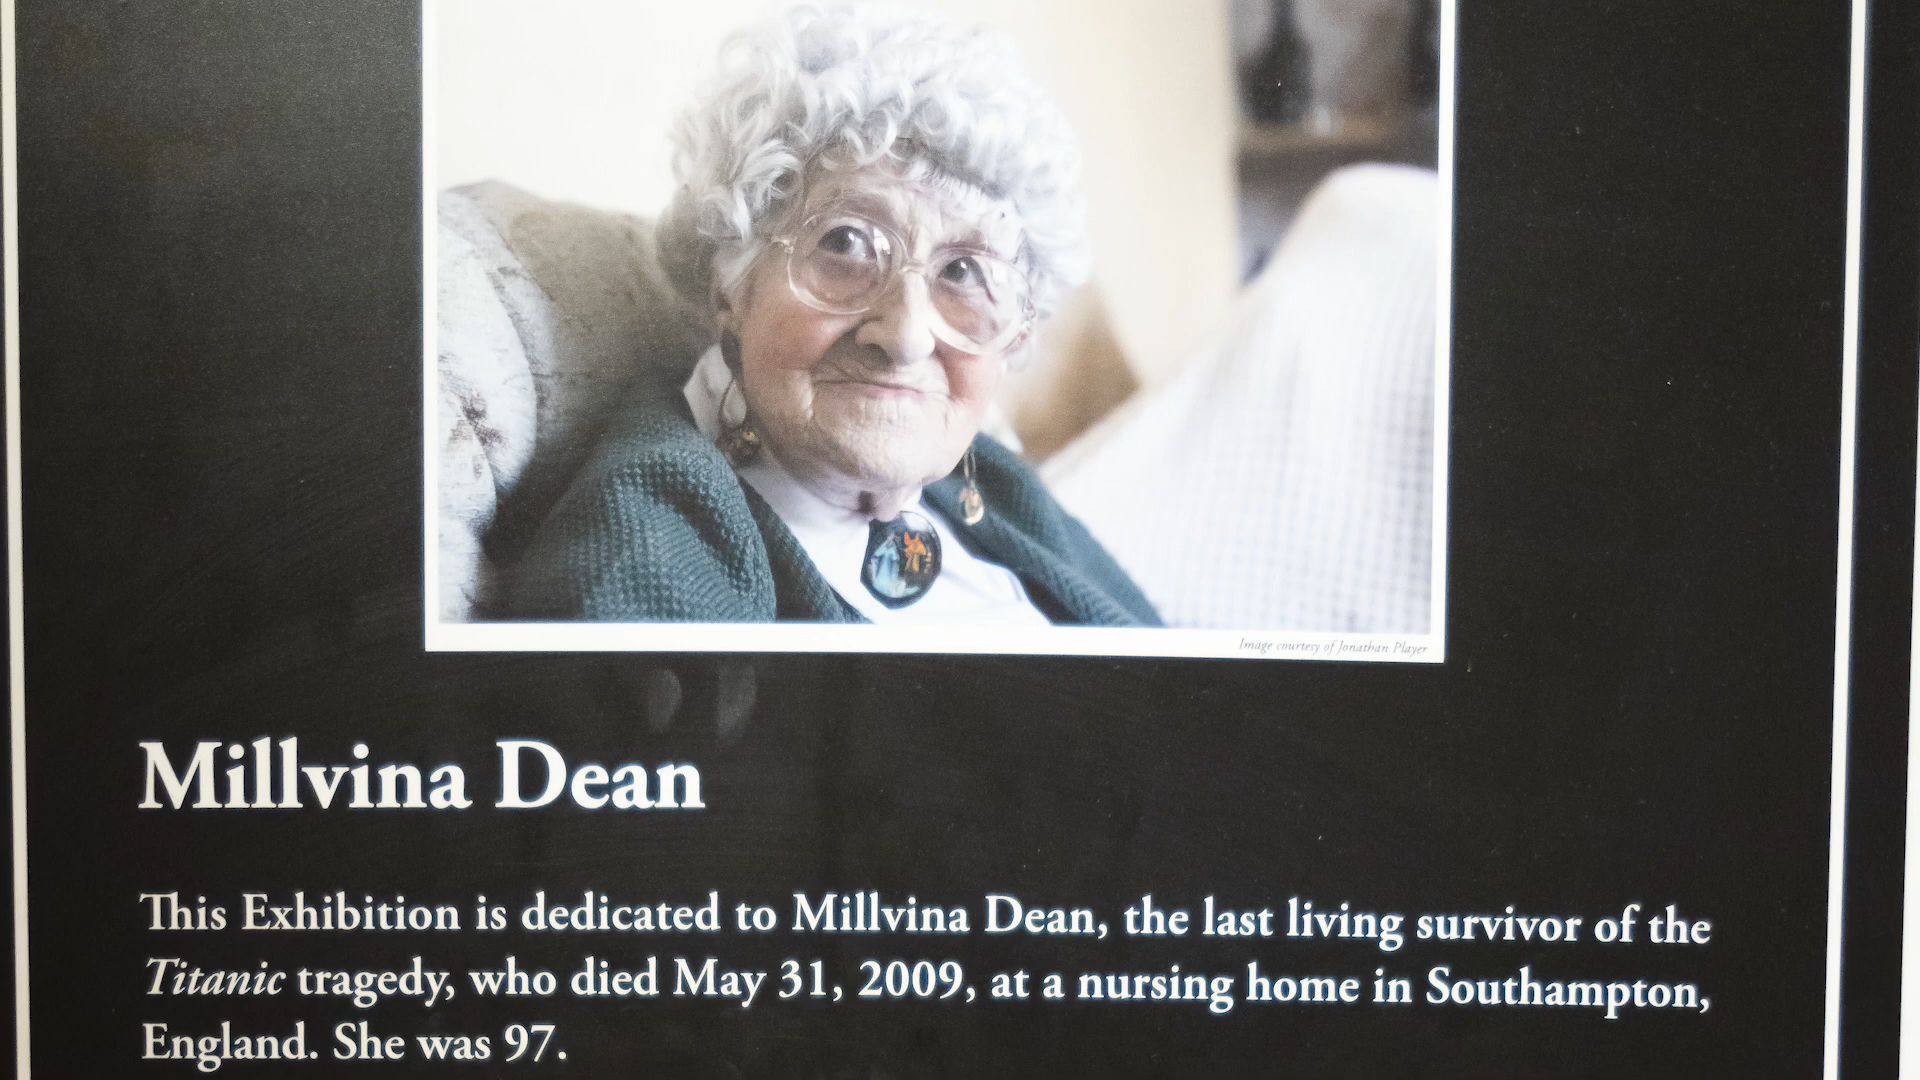 Image courtesy of Jonathan Player
Millvina Dean
This Exhibition is dedicated to Millvina Dean, the last living survivor of the
Titanic tragedy, who died May 31, 2009, at a nursing home in Southampton,
England. She was 97.